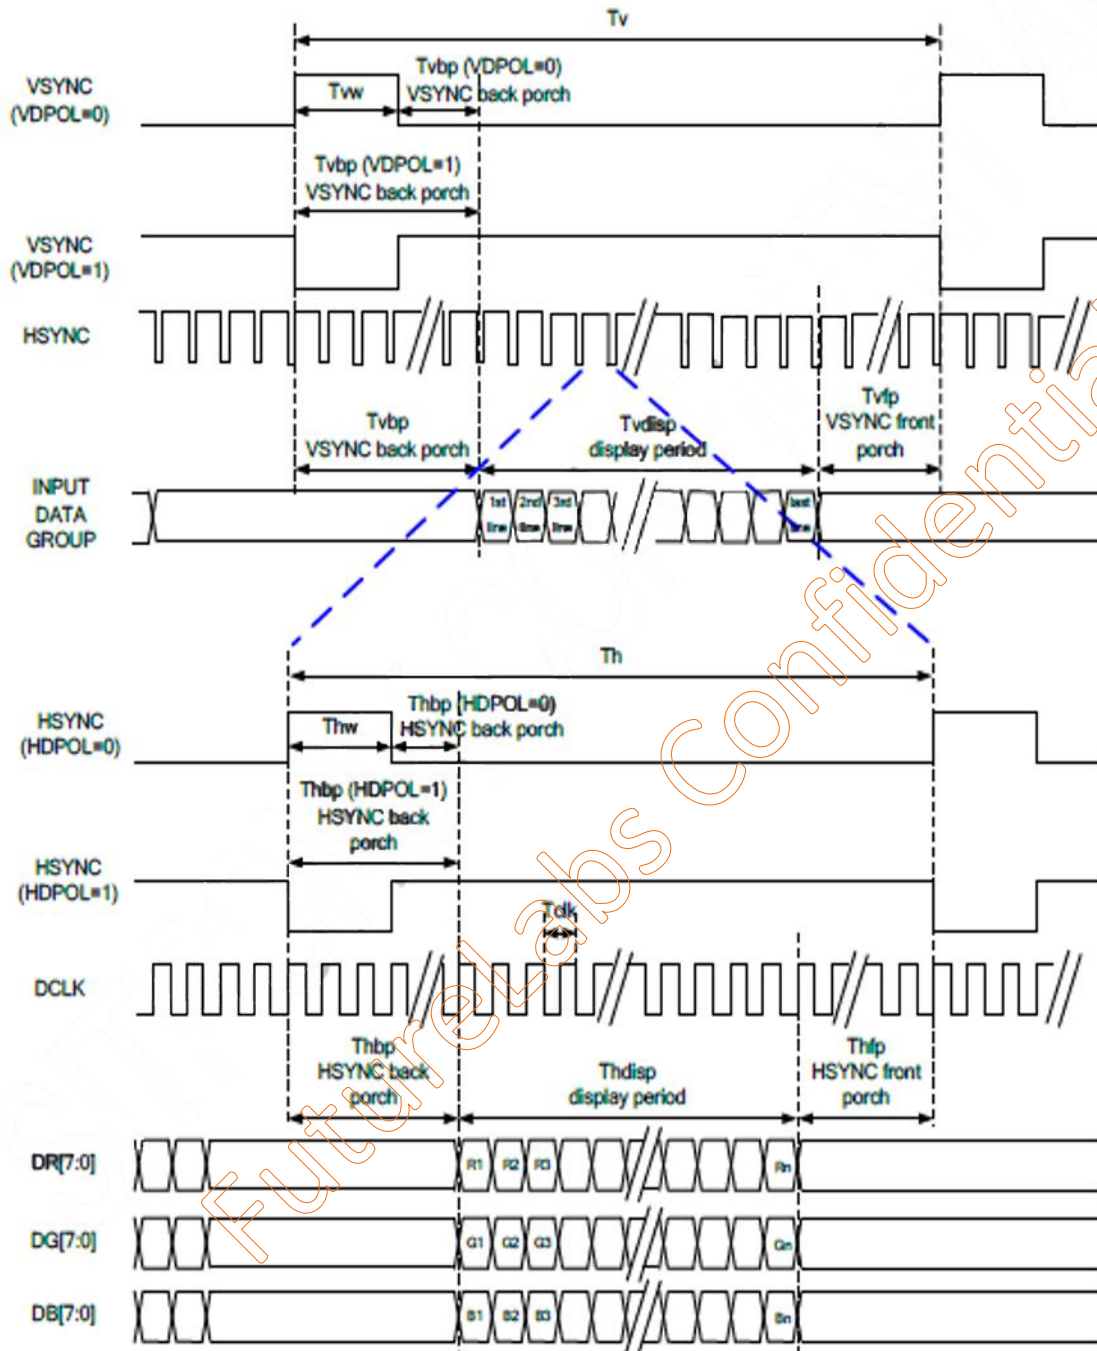 Tv
VSYNC
(VDPOL=0)
Tvw
Tvbp (VDPOL=0)
VSYNC back porch
Tvbp (VDPOL=1)
VSYNC back porch
VSYNC
(VDPOL=1)
HSYNC
Tvbp
VSYNC back porch
Tvdisp
display period
Tvfp
VSYNC front
porch
INPUT
DATA
GROUP
1st
line
2nd
line
3rd
line
last
line
Th
HSYNC
(HDPOL=0)
Thw
Thbp (HDPOL=0)
HSYNC back porch
Thbp (HDPOL=1)
HSYNC back
porch
HSYNC
(HDPOL=1)
Tclk
DCLK
Thbp
HSYNC back
porch
Thdisp
display period
Thfp
HSYNC front
porch
DR[7:0]
R1 R2 R3 Rn
DG[7:0]
G1 G2 G3 Gn
DB[7:0]
B1 B2 B3 Bn
FutureLabs Confidential